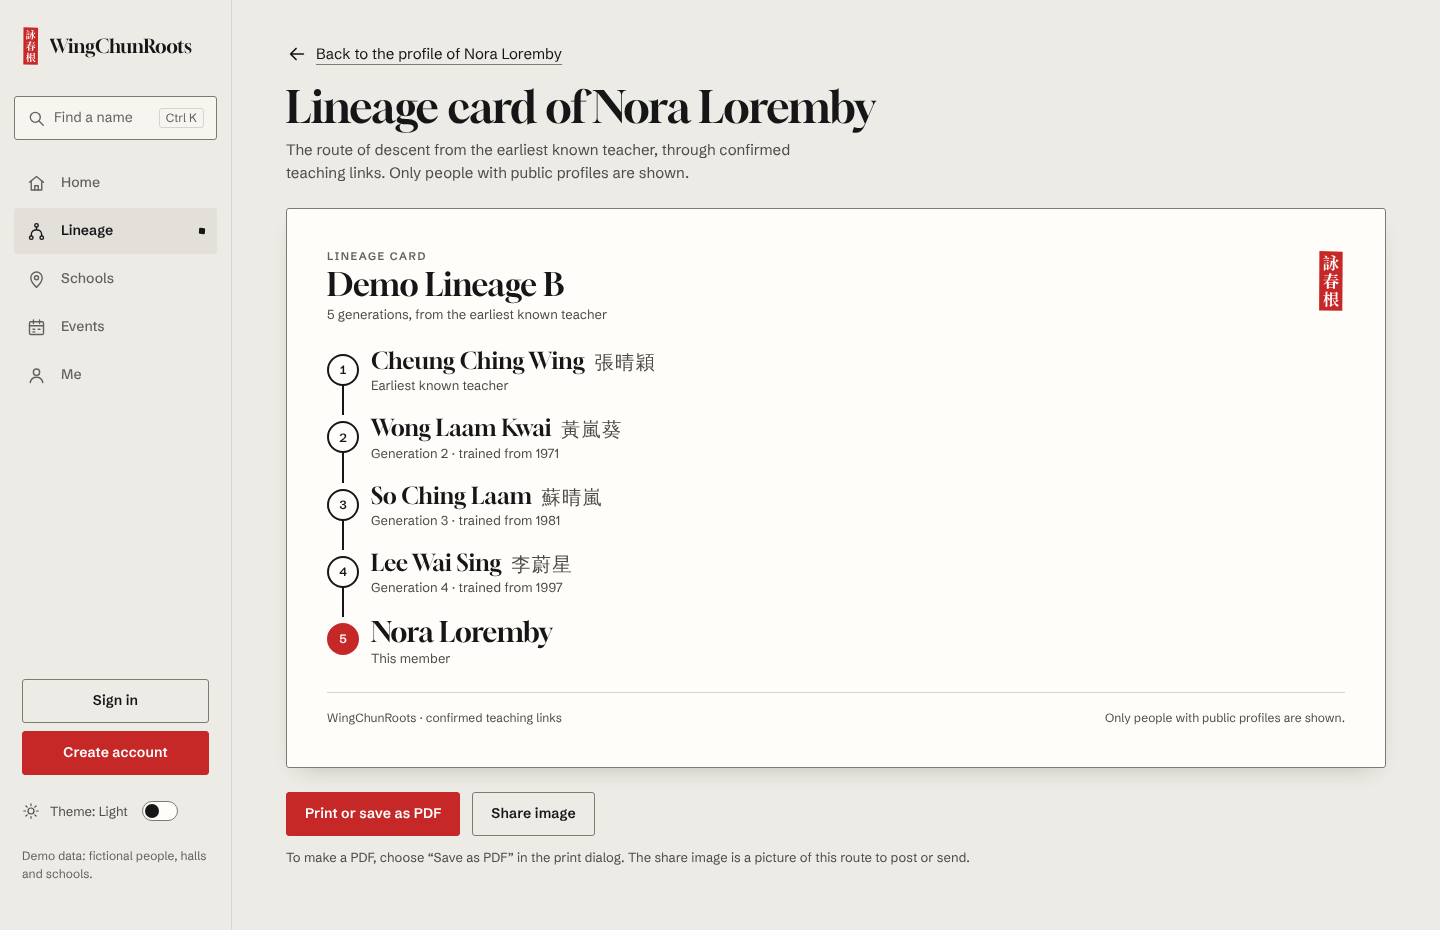 詠春根
WingChunRoots
Find a name
Ctrl K
Home
Lineage
Schools
Events
Me
Sign in
Create account
Theme: Light
Demo data: fictional people, halls
and schools.
Back to the profile of Nora Loremby
Lineage card of Nora Loremby
The route of descent from the earliest known teacher, through confirmed
teaching links. Only people with public profiles are shown.
LINEAGE CARD
Demo Lineage B
5 generations, from the earliest known teacher
詠春根
1
Cheung Ching Wing 張晴穎
Earliest known teacher
2
Wong Laam Kwai 黃嵐葵
Generation 2 · trained from 1971
3
So Ching Laam 蘇晴嵐
Generation 3 · trained from 1981
4
Lee Wai Sing 李蔚星
Generation 4 · trained from 1997
5
Nora Loremby
This member
WingChunRoots · confirmed teaching links
Only people with public profiles are shown.
Print or save as PDF
Share image
To make a PDF, choose “Save as PDF” in the print dialog. The share image is a picture of this route to post or send.